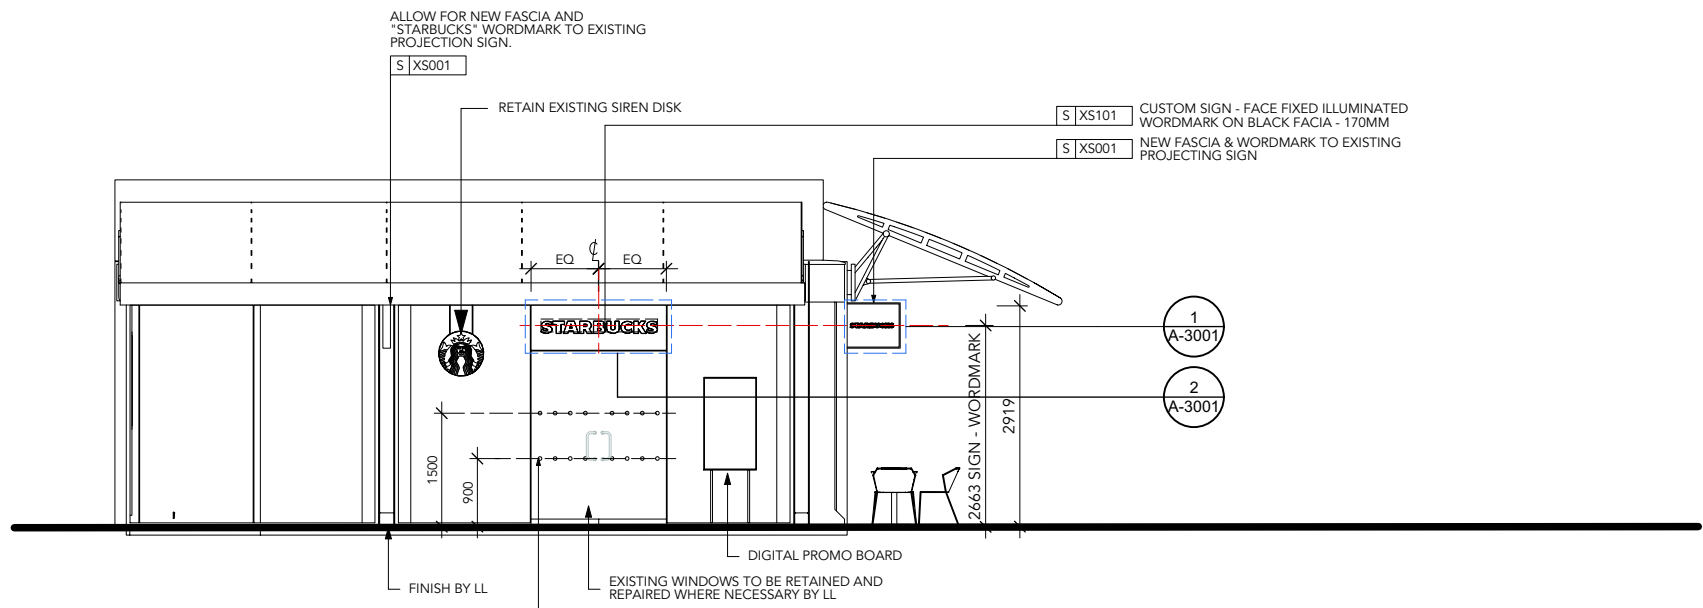 ALLOW FOR NEW FASCIA AND
"STARBUCKS" WORDMARK TO EXISTING
PROJECTION SIGN.
S XS001
RETAIN EXISTING SIREN DISK
S XS101
CUSTOM SIGN - FACE FIXED ILLUMINATED
WORDMARK ON BLACK FACIA - 170MM
S XS001
NEW FASCIA & WORDMARK TO EXISTING
PROJECTING SIGN
EQ
EQ
STARBUCKS
1
A-3001
2
A-3001
1500
900
2663 SIGN - WORDMARK
2919
DIGITAL PROMO BOARD
FINISH BY LL
EXISTING WINDOWS TO BE RETAINED AND
REPAIRED WHERE NECESSARY BY LL